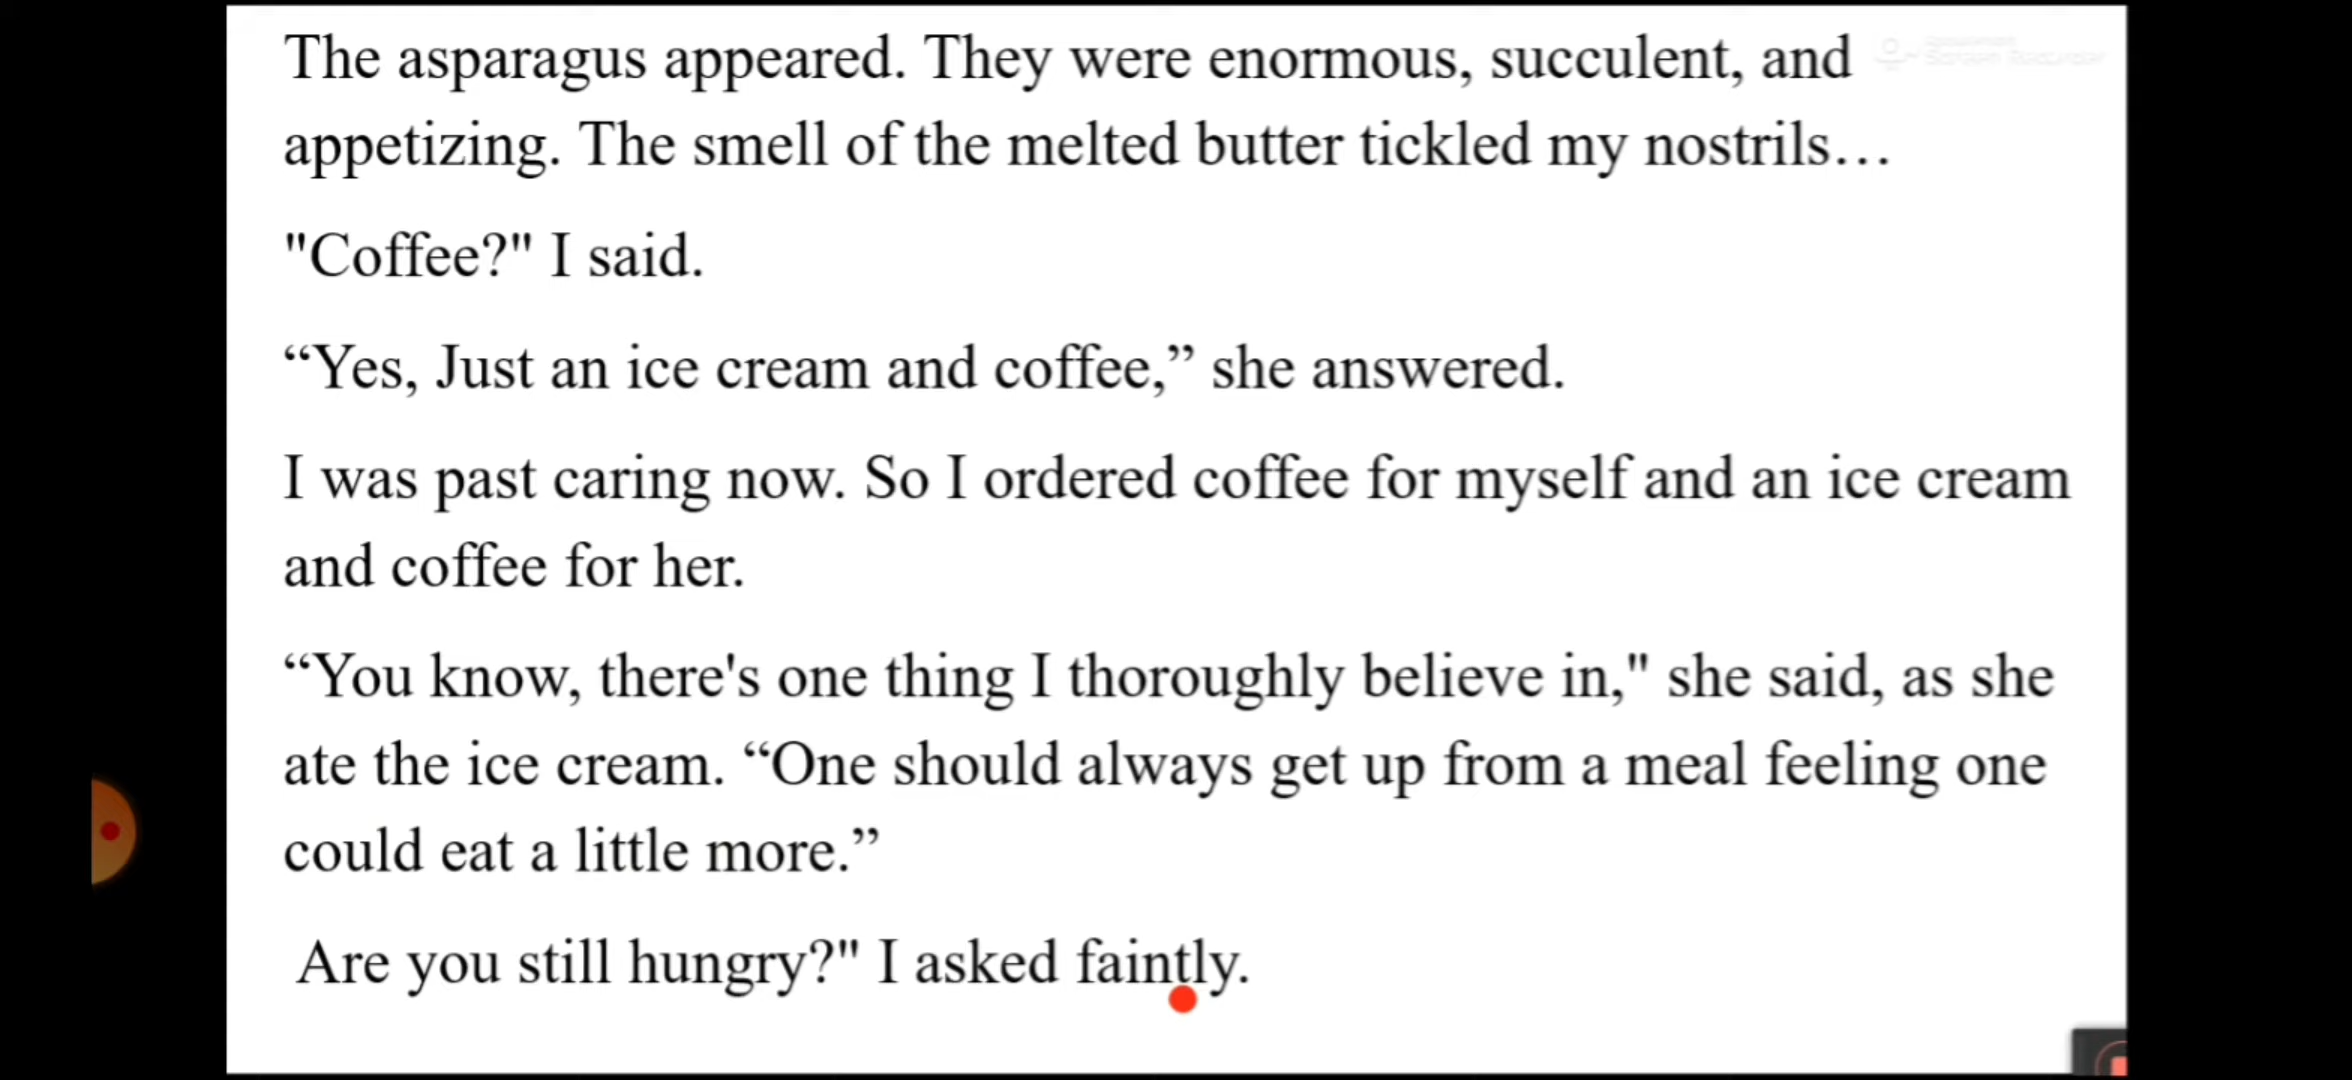 The asparagus appeared. They were enormous, succulent, and
appetizing. The smell of the melted butter tickled my nostrils…
"Coffee?" I said.
“Yes, Just an ice cream and coffee,” she answered.
I was past caring now. So I ordered coffee for myself and an ice cream
and coffee for her.
“You know, there's one thing I thoroughly believe in," she said, as she
ate the ice cream. “One should always get up from a meal feeling one
could eat a little more.”
Are you still hungry?" I asked faintly.